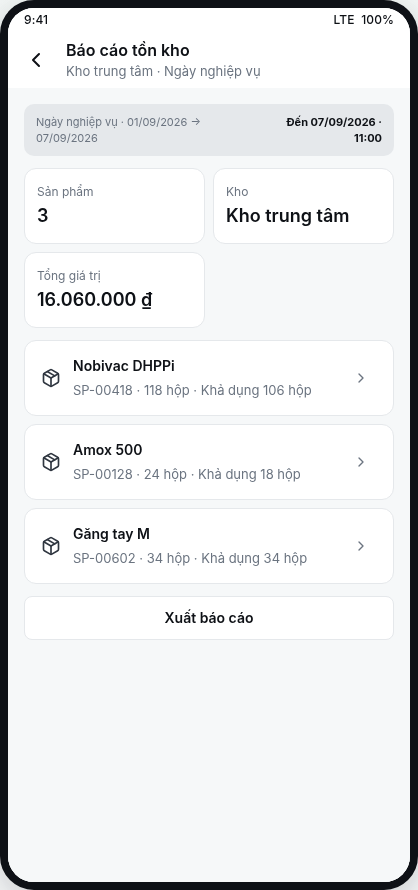 9:41
LTE 100%
Báo cáo tồn kho
Kho trung tâm · Ngày nghiệp vụ
Ngày nghiệp vụ · 01/09/2026 →
07/09/2026
Đến 07/09/2026 ·
11:00
Sản phẩm
3
Kho
Kho trung tâm
Tổng giá trị
16.060.000 ₫
Nobivac DHPPi
SP-00418 · 118 hộp · Khả dụng 106 hộp
Amox 500
SP-00128 · 24 hộp · Khả dụng 18 hộp
Găng tay M
SP-00602 · 34 hộp · Khả dụng 34 hộp
Xuất báo cáo